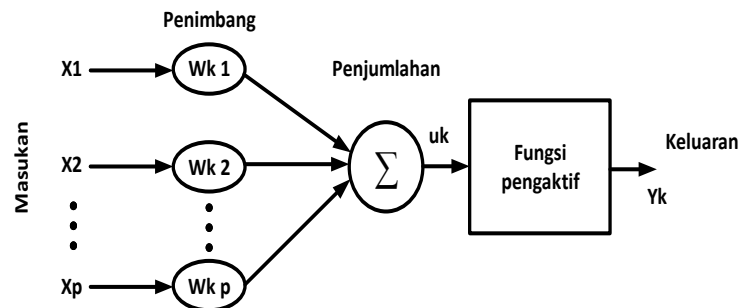 Penimbang
X1
Wk 1
Penjumlahan
Masukan
X2
Wk 2
∑
uk
Fungsi
pengaktif
Keluaran
Yk
Xp
Wk p